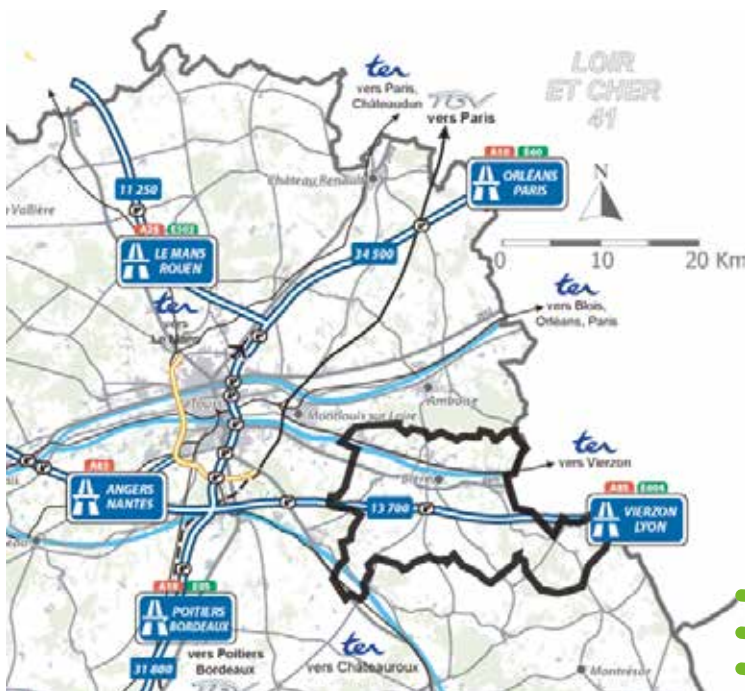 LOIR
ET CHER
41
ter
vers Paris,
Châteaudun
TGV
vers Paris
Château Renault
A10 E60
ORLÉANS
PARIS
N
0 10 20 Km
11 250
A28 E502
LE MANS
ROUEN
34 500
ter
vers
Le Mans
ter
vers Blois,
Orléans, Paris
Tours
Montlouis sur Loire
Amboise
ter
vers Vierzon
Bléré
A85
ANGERS
NANTES
13 700
A85 E604
VIERZON
LYON
A10 E05
POITIERS
BORDEAUX
vers Poitiers
Bordeaux
31 800
ter
vers Châteauroux
Montrésor